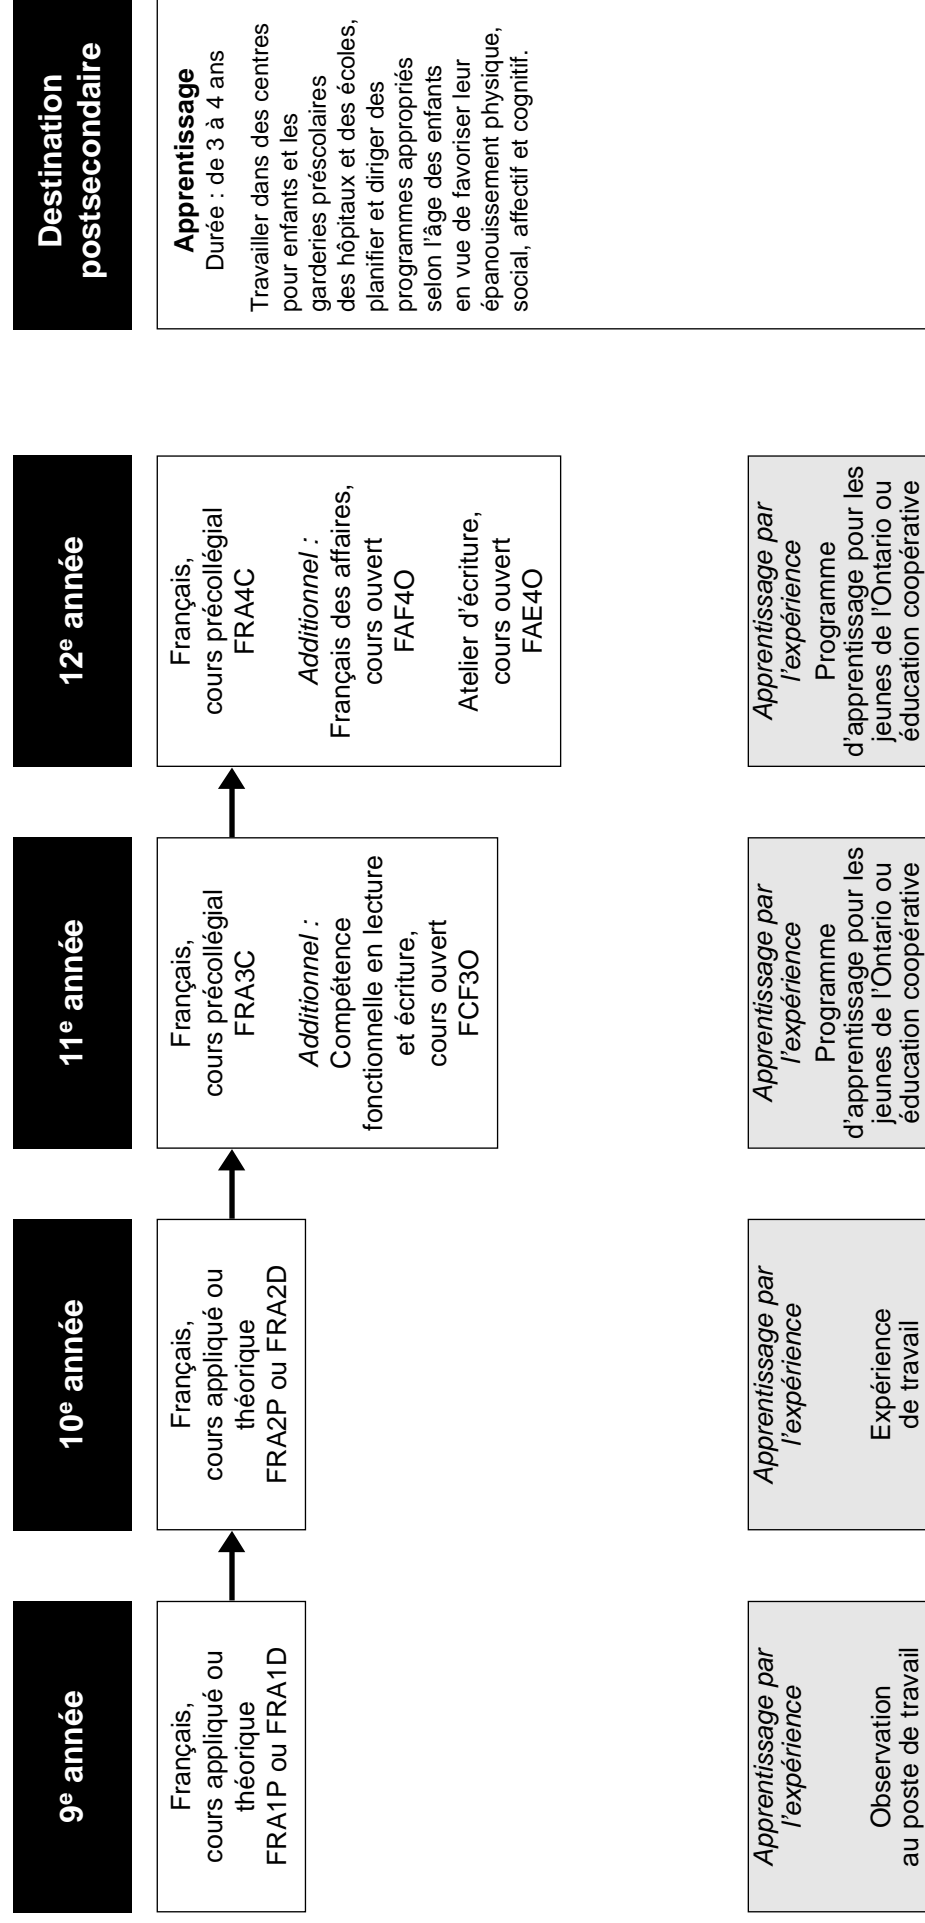 9e année
10e année
11e année
12e année
Destination
postsecondaire
Français,
cours appliqué ou
théorique
FRA1P ou FRA1D
Français,
cours appliqué ou
théorique
FRA2P ou FRA2D
Français,
cours précollégial
FRA3C
Additionnel :
Compétence
fonctionnelle en lecture
et écriture,
cours ouvert
FCF3O
Français,
cours précollégial
FRA4C
Additionnel :
Français des affaires,
cours ouvert
FAF4O
Atelier d'écriture,
cours ouvert
FAE4O
Apprentissage
Durée : de 3 à 4 ans
Travailler dans des centres
pour enfants et les
garderies préscolaires
des hôpitaux et des écoles,
planifier et diriger des
programmes appropriés
selon l'âge des enfants
en vue de favoriser leur
épanouissement physique,
social, affectif et cognitif.
Apprentissage par
l'expérience
Observation
au poste de travail
Apprentissage par
l'expérience
Expérience
de travail
Apprentissage par
l'expérience
Programme
d'apprentissage pour les
jeunes de l'Ontario ou
éducation coopérative
Apprentissage par
l'expérience
Programme
d'apprentissage pour les
jeunes de l'Ontario ou
éducation coopérative